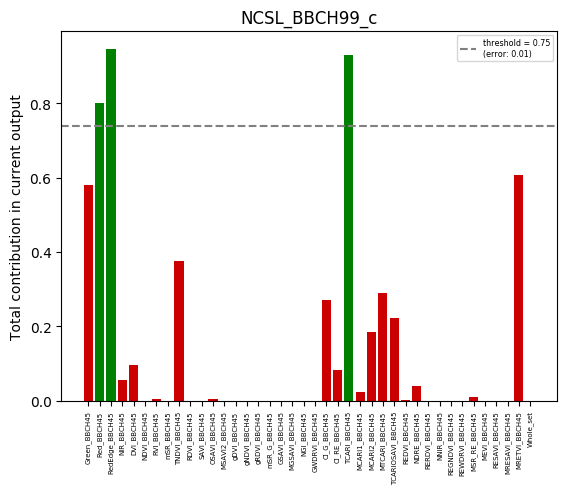 NCSL_BBCH99_c
threshold = 0.75
(error: 0.01)
Total contribution in current output
0.8
0.6
0.4
0.2
0.0
Green_BBCH45
Red_BBCH45
RedEdge_BBCH45
NIR_BBCH45
DVI_BBCH45
NDVI_BBCH45
RVI_BBCH45
mSR_BBCH45
TNDVI_BBCH45
RDVI_BBCH45
SAVI_BBCH45
OSAVI_BBCH45
MSAVI2_BBCH45
gDVI_BBCH45
gNDVI_BBCH45
gRDVI_BBCH45
mSR_G_BBCH45
GSAVI_BBCH45
MGSAVI_BBCH45
NGI_BBCH45
GWDRVI_BBCH45
CI_G_BBCH45
CI_RE_BBCH45
TCARI_BBCH45
MCARI1_BBCH45
MCARI2_BBCH45
MTCARI_BBCH45
TCARIOSAVI_BBCH45
REDVI_BBCH45
NDRE_BBCH45
RERDVI_BBCH45
NNIR_BBCH45
REGNDVI_BBCH45
REWDRVI_BBCH45
MSR_RE_BBCH45
MEVI_BBCH45
RESAVI_BBCH45
MRESAVI_BBCH45
MRETVI_BBCH45
Whole_set